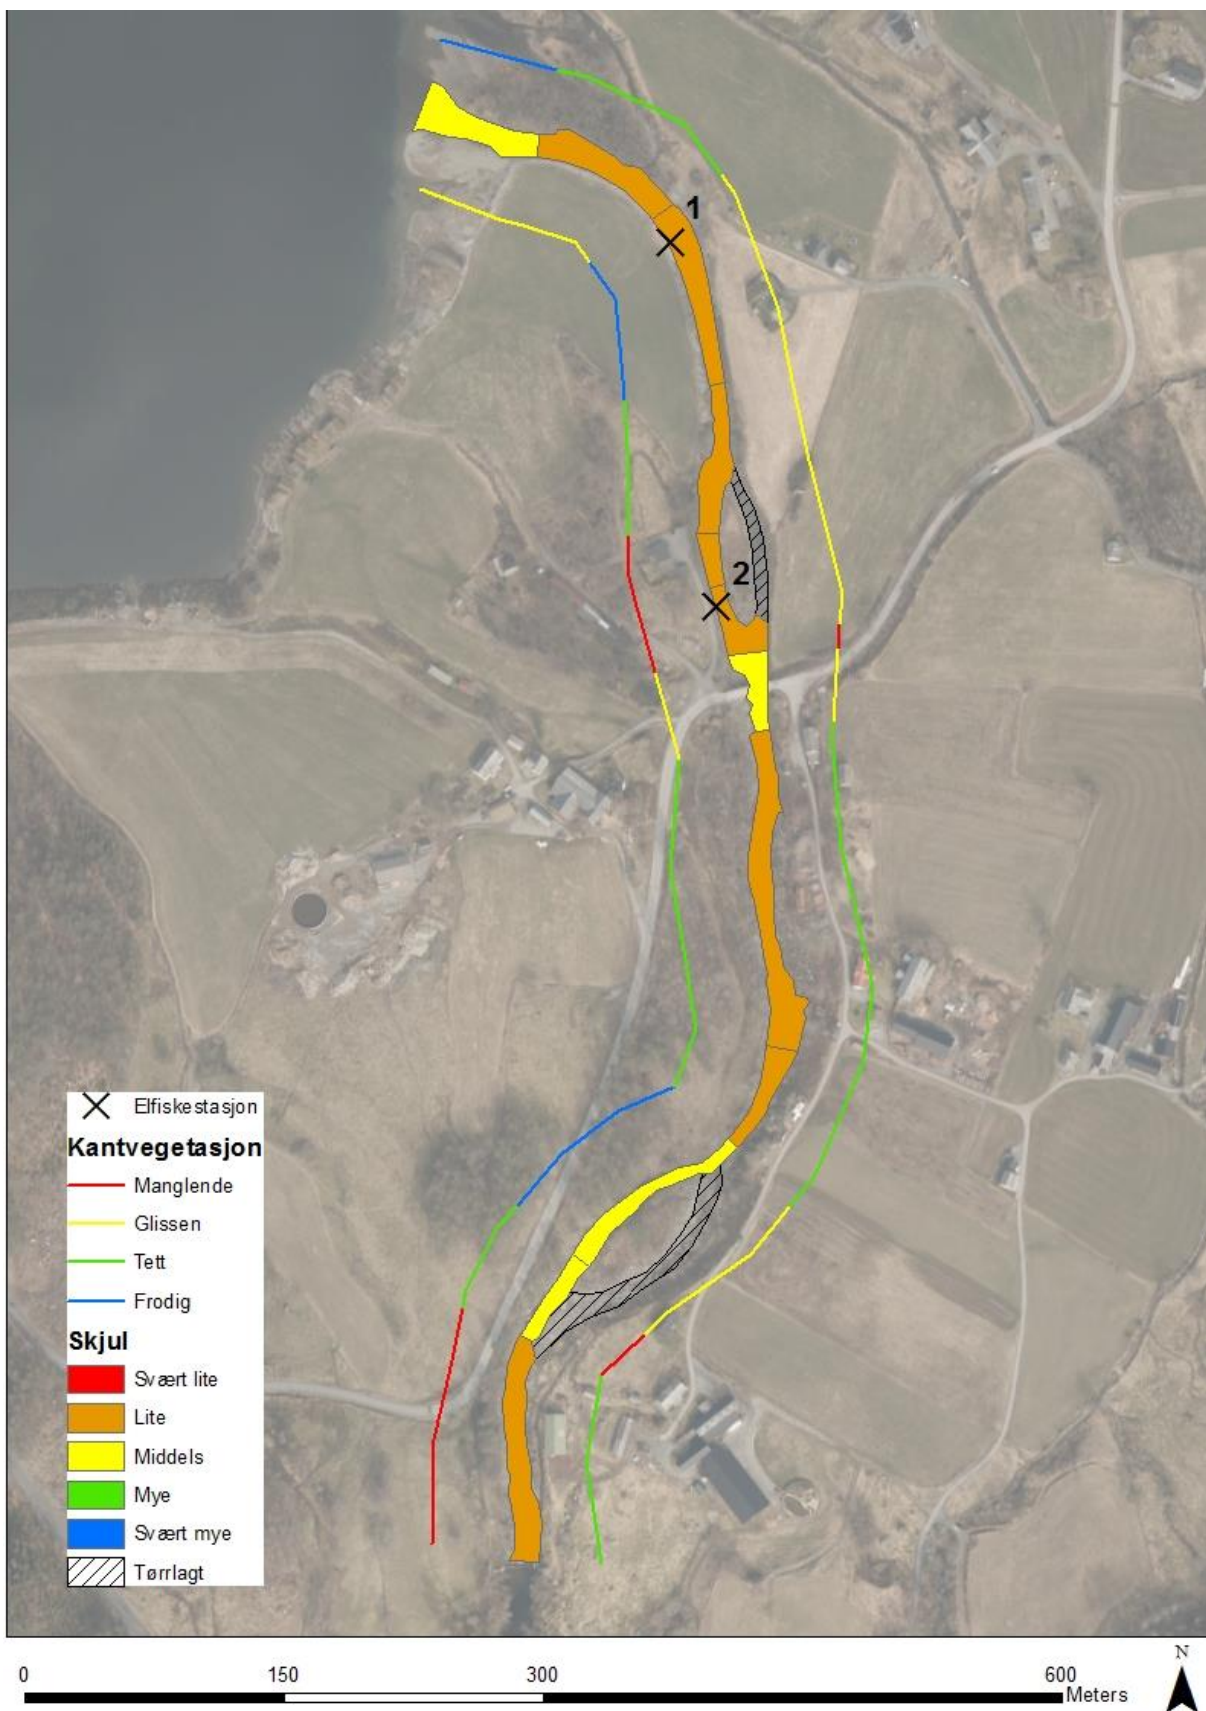 1
2
Elfiskestasjon
Kantvegetasjon
Manglende
Glissen
Tett
Frodig
Skjul
Svært lite
Lite
Middels
Mye
Svært mye
Tørrlagt
0 150 300 600
Meters
N